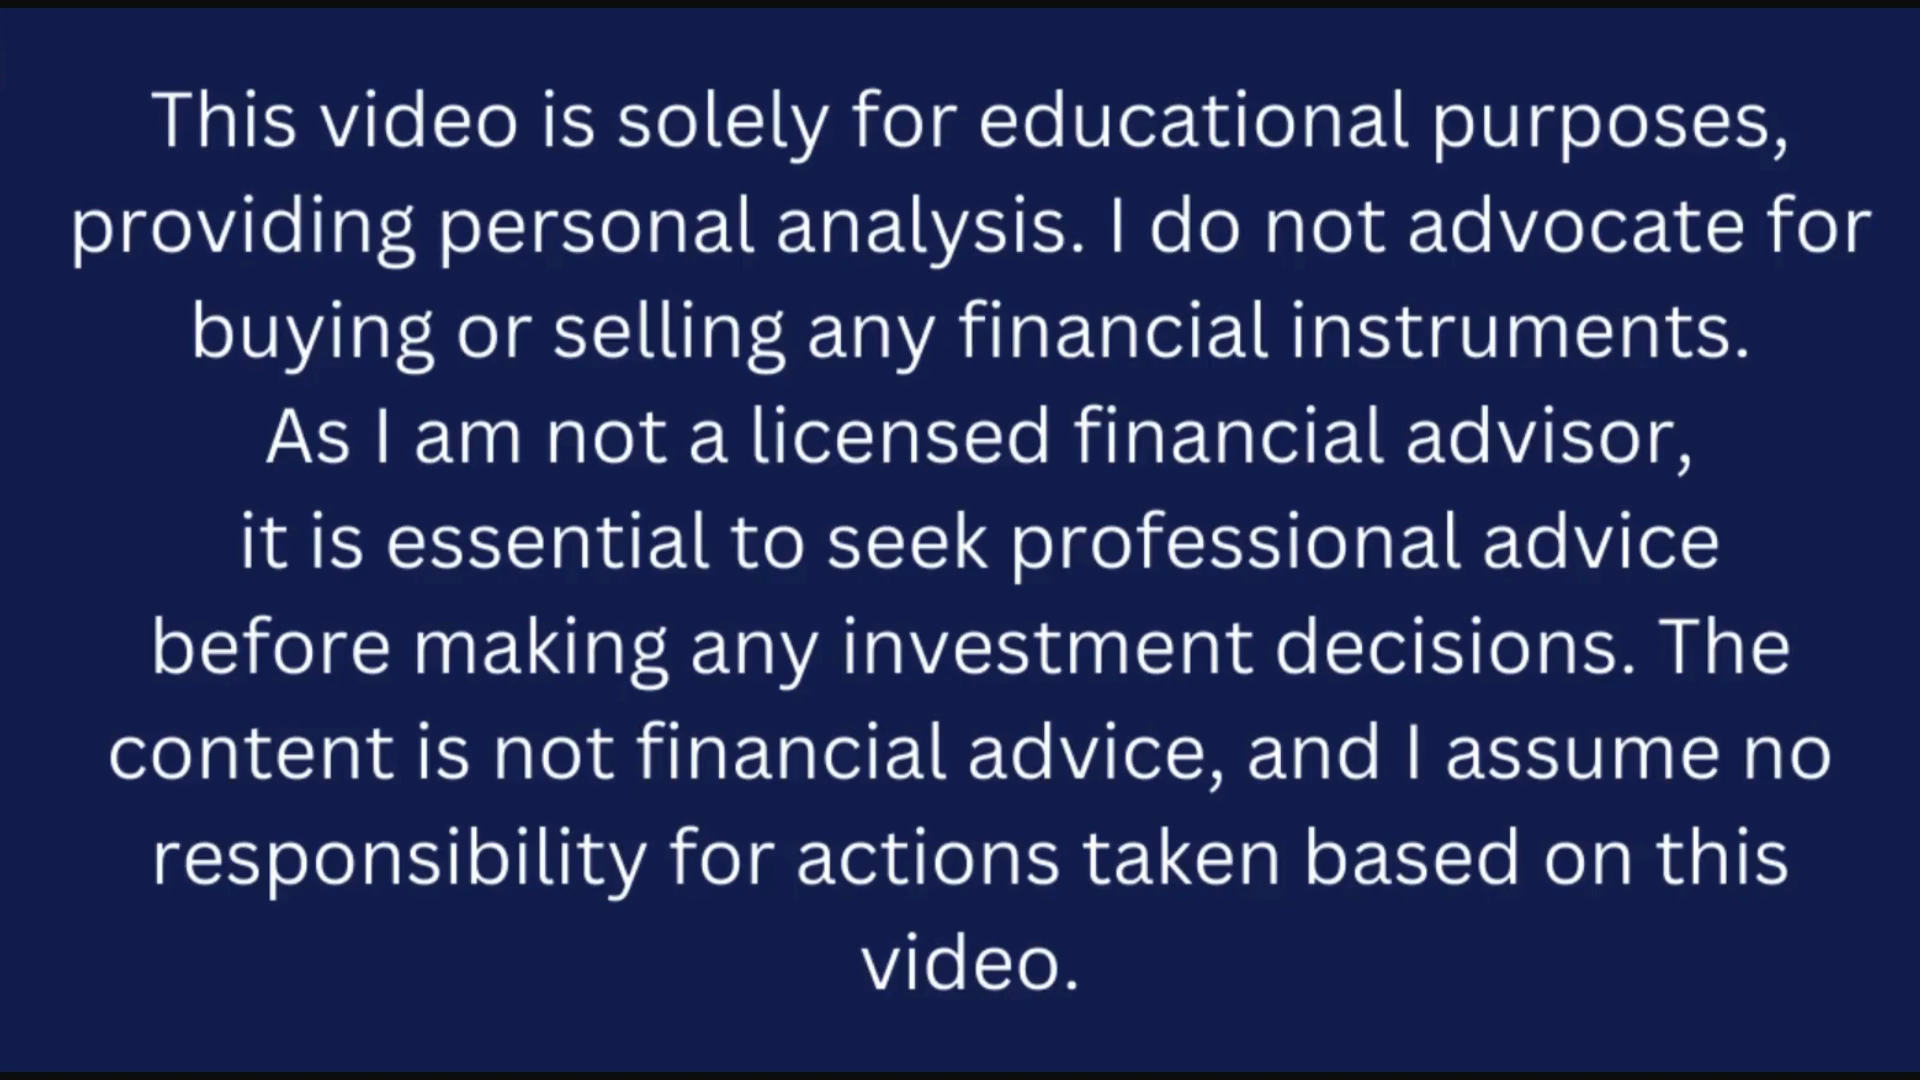 This video is solely for educational purposes,
providing personal analysis. I do not advocate for
buying or selling any financial instruments.
As I am not a licensed financial advisor,
it is essential to seek professional advice
before making any investment decisions. The
content is not financial advice, and I assume no
responsibility for actions taken based on this
video.